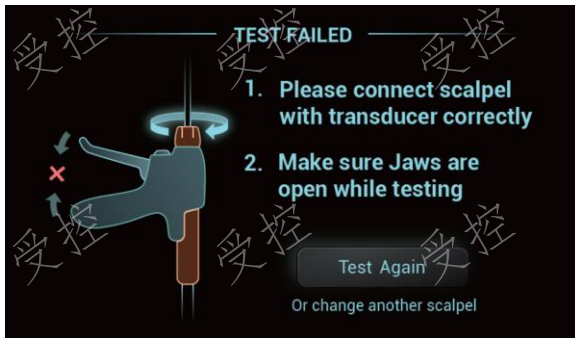 TEST FAILED
1. Please connect scalpel
with transducer correctly
2. Make sure Jaws are
open while testing
Test Again
Or change another scalpel
受控
受控
受控
受控
受控
受控